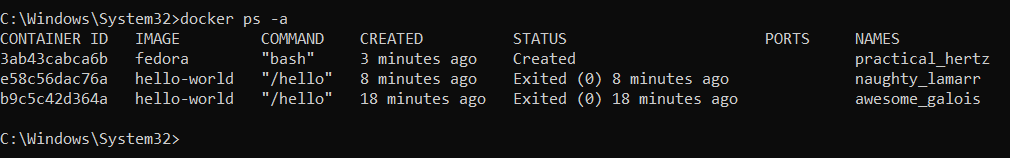 C:\Windows\System32>docker ps -a
CONTAINER ID   IMAGE         COMMAND    CREATED          STATUS                      PORTS     NAMES
3ab43cabca6b   fedora        "bash"     3 minutes ago    Created                               practical_hertz
e58c56dac76a   hello-world   "/hello"   8 minutes ago    Exited (0) 8 minutes ago              naughty_lamarr
b9c5c42d364a   hello-world   "/hello"   18 minutes ago   Exited (0) 18 minutes ago             awesome_galois
C:\Windows\System32>